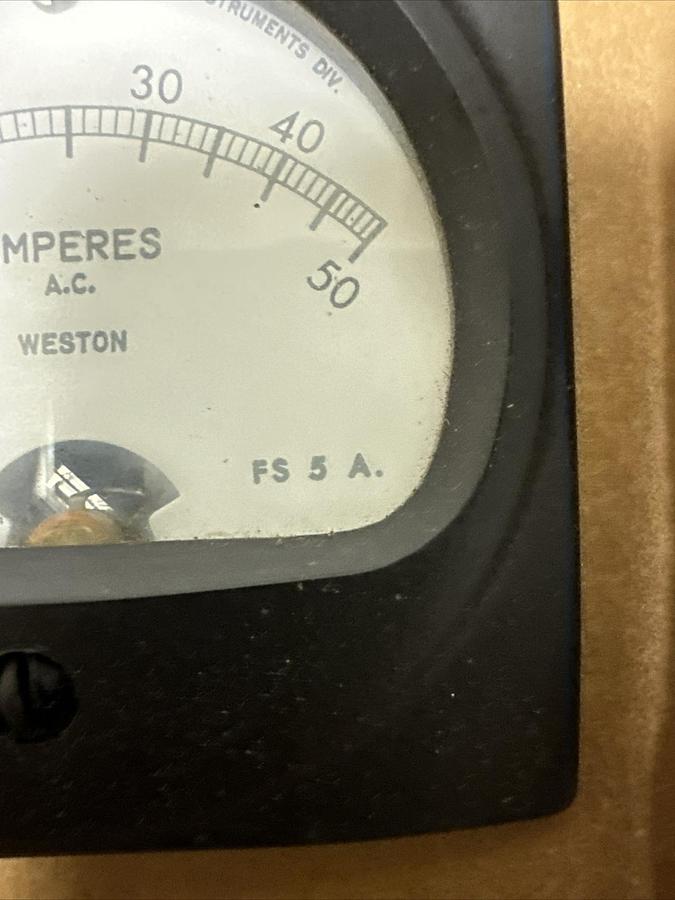 STRUMENTS DIV.
30
40
50
MPERES
A.C.
WESTON
FS 5 A.